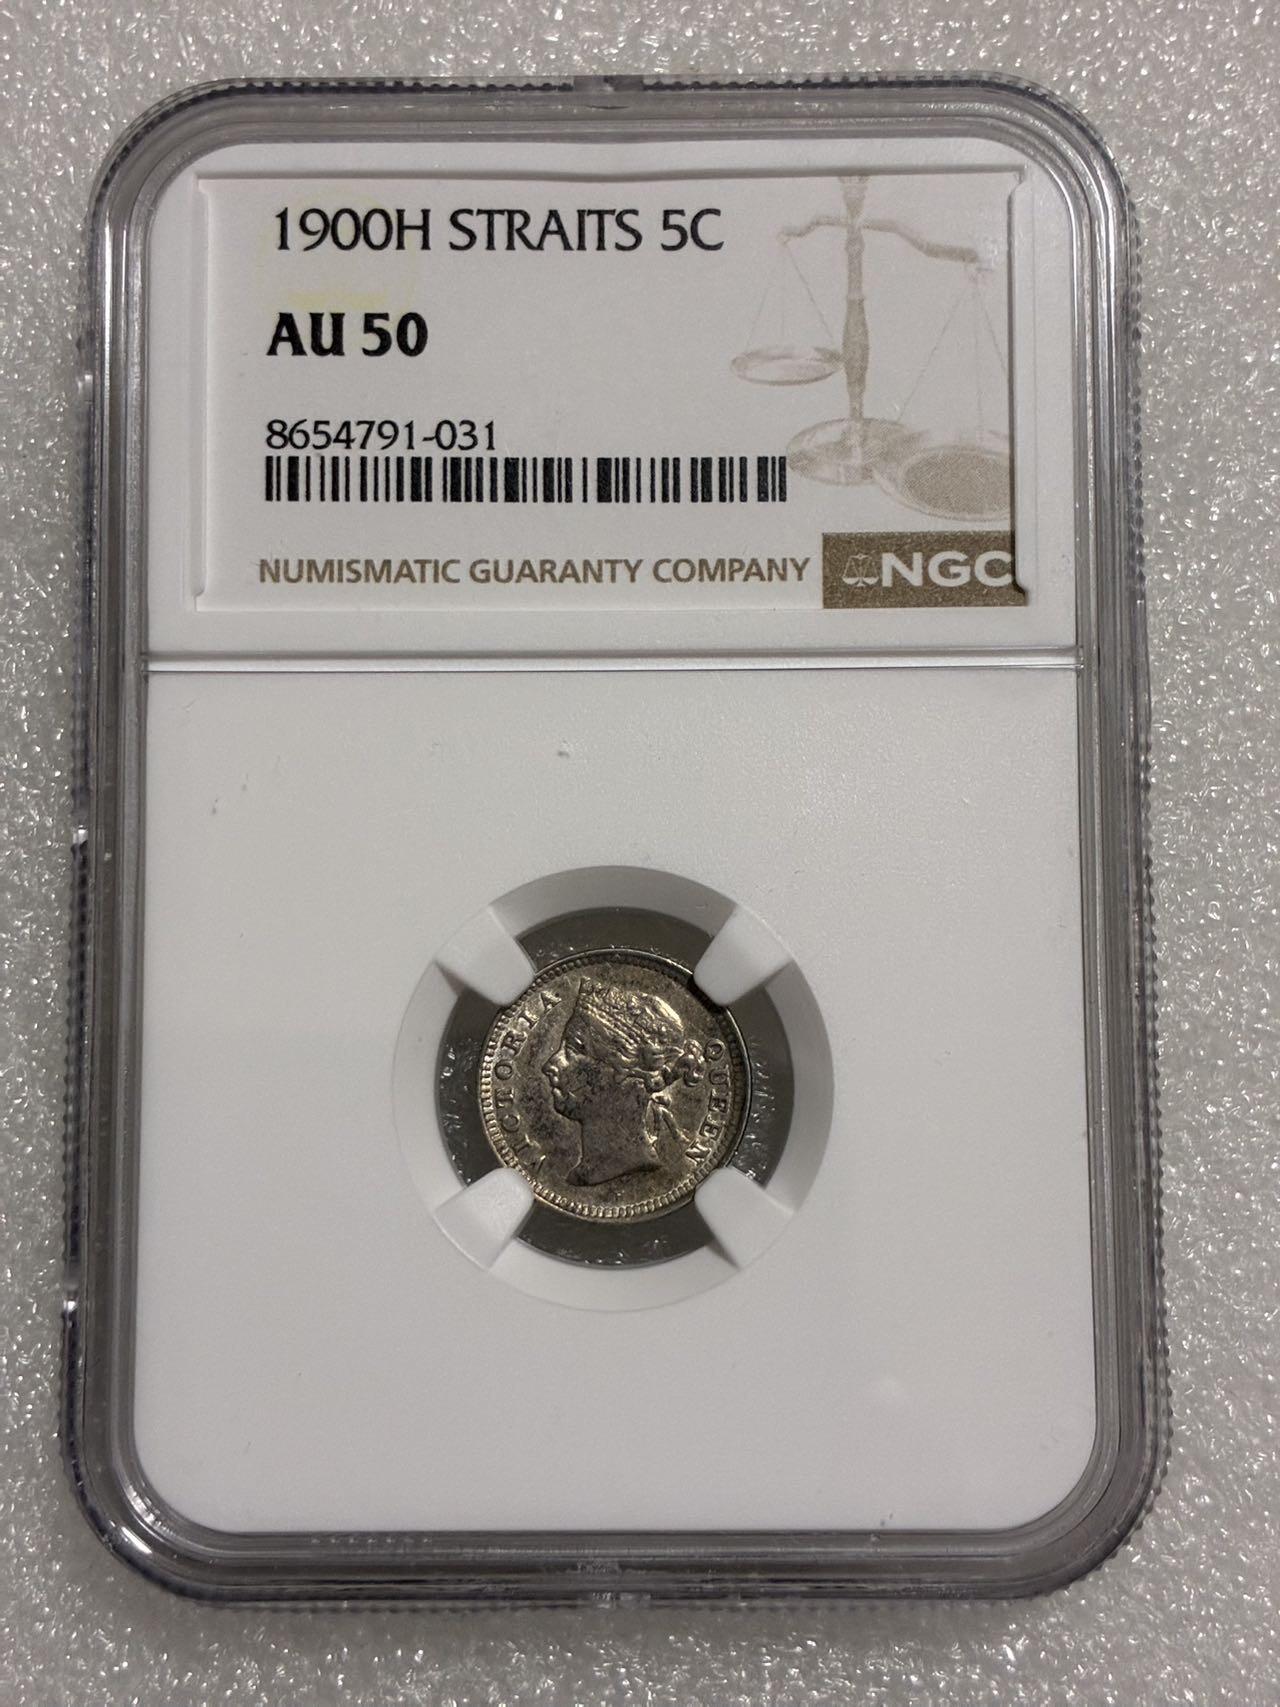 1900H STRAITS 5C
AU 50
8654791-031
NUMISMATIC GUARANTY COMPANY NGC
VICTORIA QUEEN